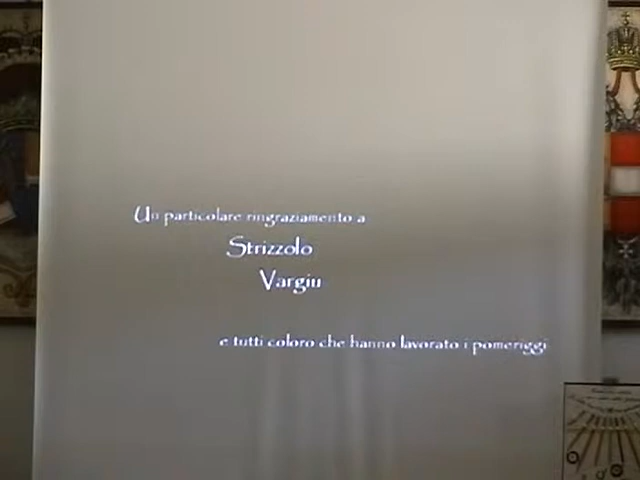 Un particolare ringraziamento a
Strizzolo
Vargiu
e tutti coloro che hanno lavorato i pomeriggi